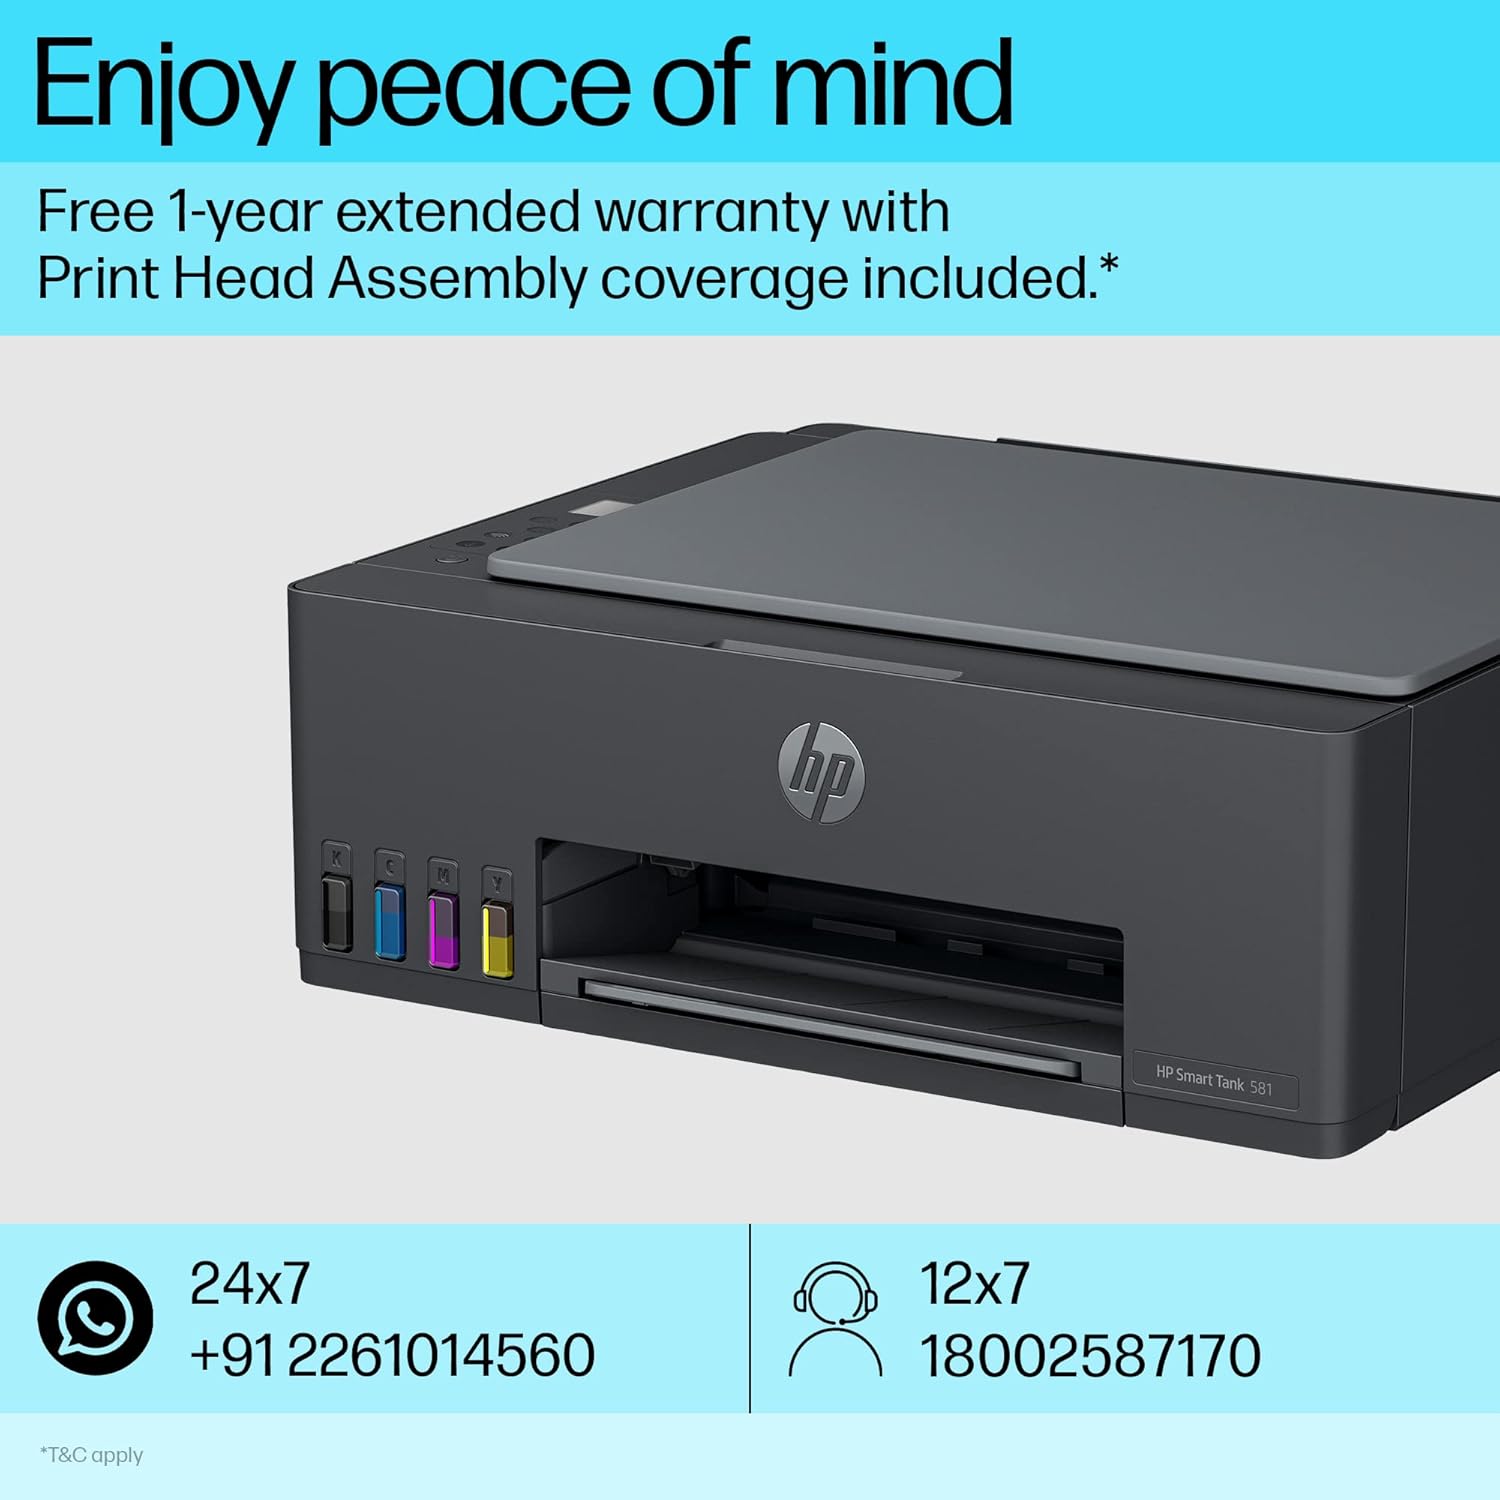 Enjoy peace of mind
Free 1-year extended warranty with
Print Head Assembly coverage included.*
hp
K
C
M
Y
HP Smart Tank 581
24x7
+91 2261014560
12x7
18002587170
*T&C apply